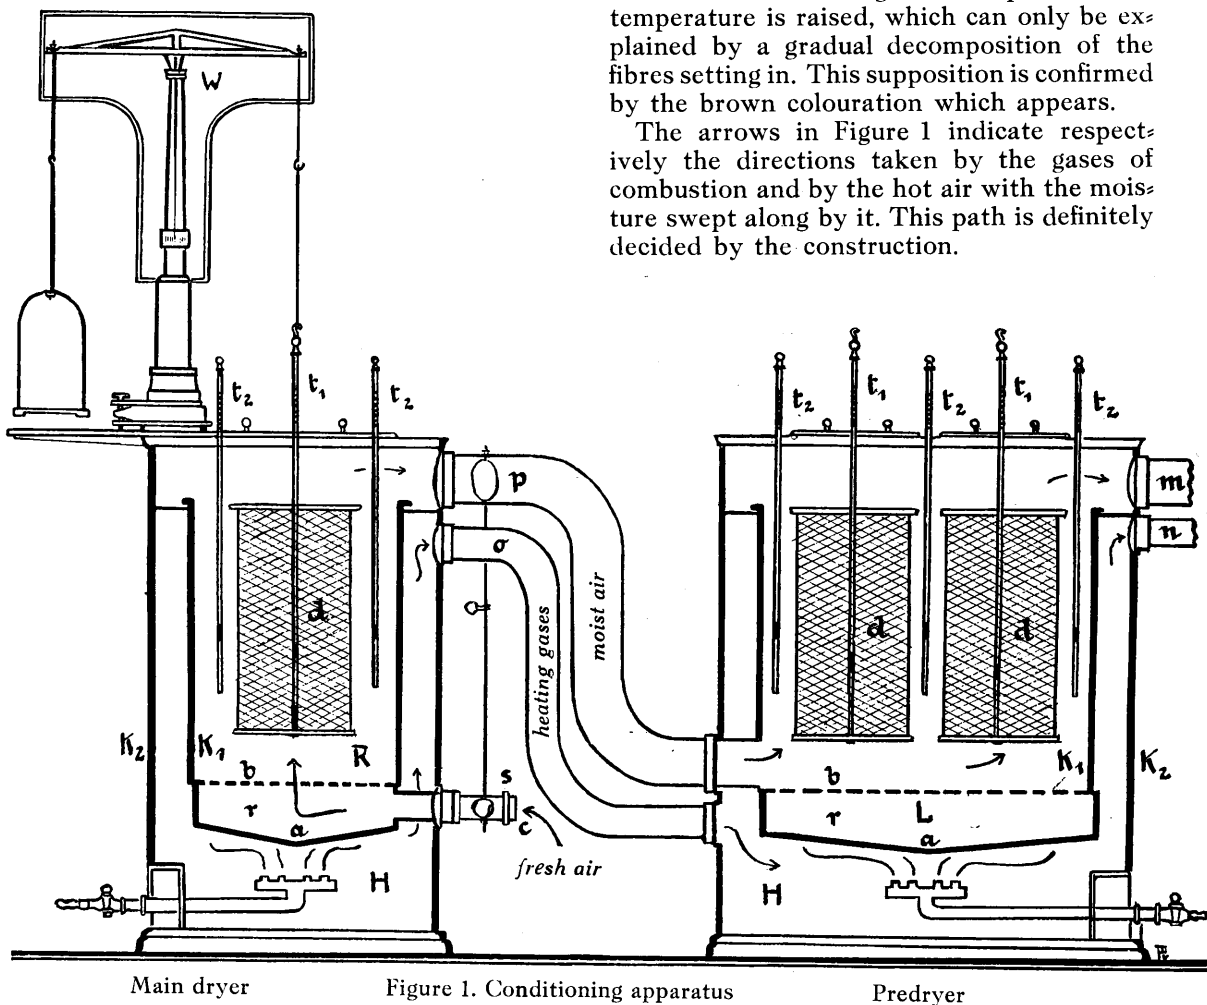 temperature is raised, which can only be ex=
plained by a gradual decomposition of the
fibres setting in. This supposition is confirmed
by the brown colouration which appears.
The arrows in Figure 1 indicate respect=
ively the directions taken by the gases of
combustion and by the hot air with the mois=
ture swept along by it. This path is definitely
decided by the construction.
W
t₂ t₁ t₂
t₂ t₁ t₂ t₁ t₂
p
m
o
n
d
d d
moist air
heating gases
K₂ K₁ R
K₁ K₂
b
b
s
r a
c
r L a
fresh air
H
H
Main dryer
Figure 1. Conditioning apparatus
Predryer